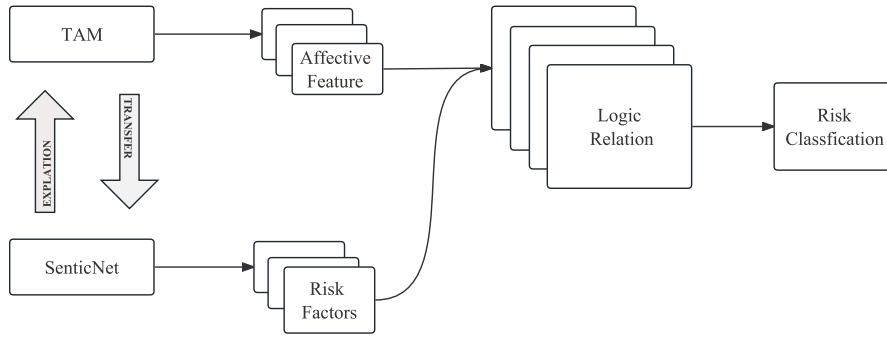 TAM
Affective
Feature
Logic
Relation
Risk
Classfication
EXPLATION
TRANSFER
SenticNet
Risk
Factors